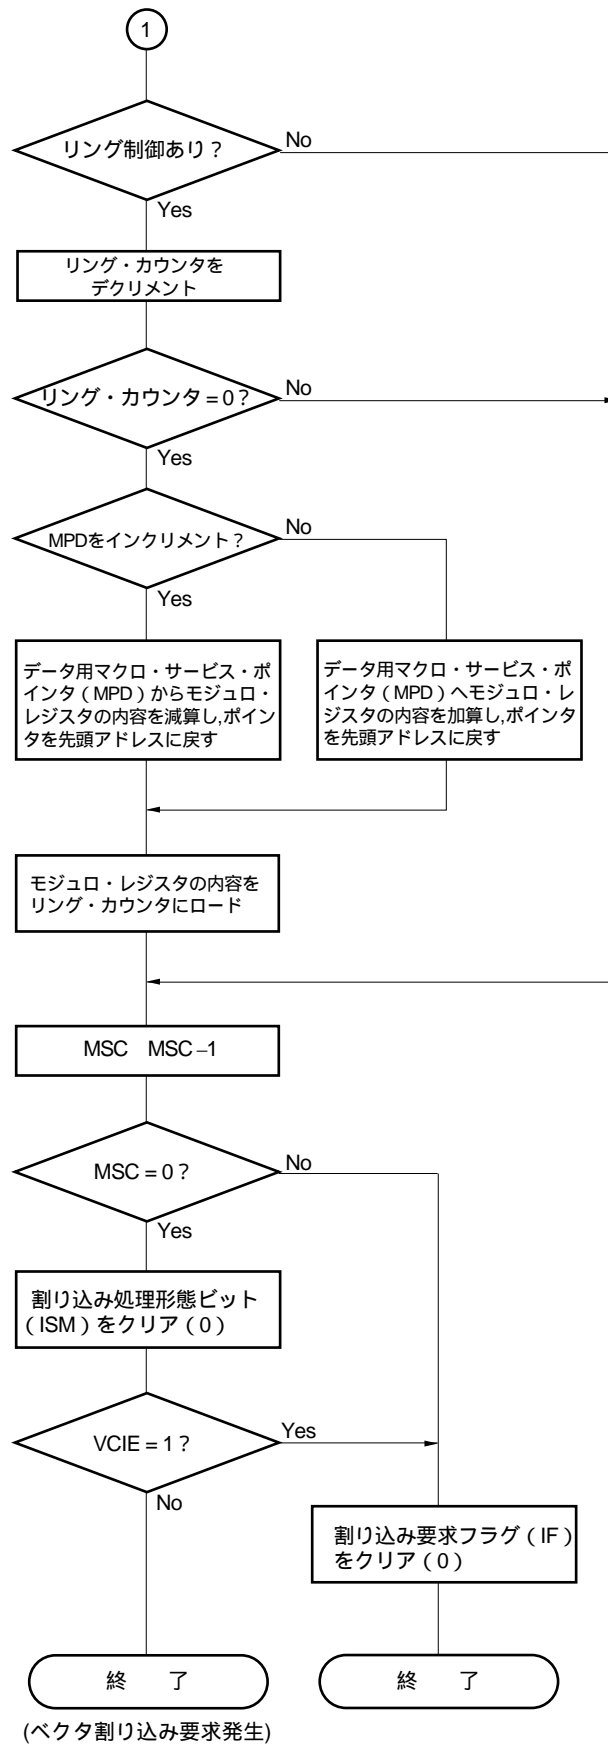 1
リング制御あり？
No
Yes
リング・カウンタを
デクリメント
リング・カウンタ＝0？
No
Yes
MPDをインクリメント？
No
Yes
データ用マクロ・サービス・ポ
インタ（MPD）からモジュロ・
レジスタの内容を減算し,ポイン
タを先頭アドレスに戻す
データ用マクロ・サービス・ポ
インタ（MPD）へモジュロ・レ
ジスタの内容を加算し,ポインタ
を先頭アドレスに戻す
モジュロ・レジスタの内容を
リング・カウンタにロード
MSC　MSC−1
MSC＝0？
No
Yes
割り込み処理形態ビット
（ISM）をクリア（0）
VCIE＝1？
Yes
No
割り込み要求フラグ（IF）
をクリア（0）
終　了
終　了
(ベクタ割り込み要求発生)